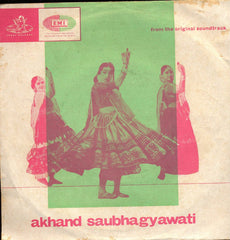 EMI
from the original soundtrack
akhand saubhagyawati